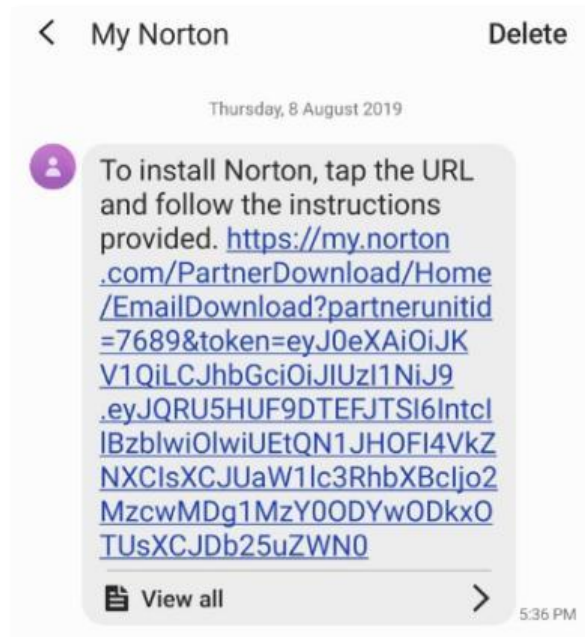 My Norton Delete
Thursday, 8 August 2019
To install Norton, tap the URL
and follow the instructions
provided. https://my.norton
.com/PartnerDownload/Home
/EmailDownload?partnerunitid
=7689&token=eyJ0eXAiOiJK
V1QiLCJhbGciOiJIUzI1NiJ9
.eyJQRU5HUF9DTEFJTSI6IntcI
lBzblwiOlwiUEtQN1JHOFI4VkZ
NXCIsXCJUaW1lc3RhbXBcIjo2
MzcwMDg1MzY0ODYwODkxO
TUsXCJDb25uZWN0
View all
5:36 PM